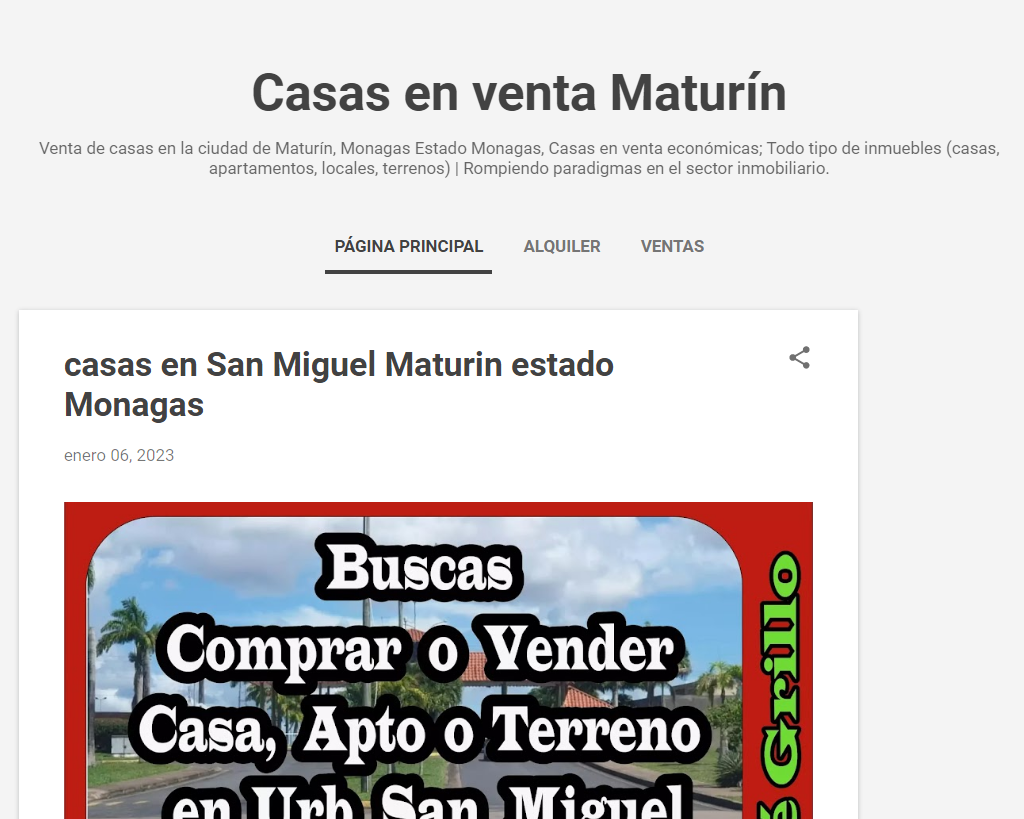 Casas en venta Maturín
Venta de casas en la ciudad de Maturín, Monagas Estado Monagas, Casas en venta económicas; Todo tipo de inmuebles (casas,
apartamentos, locales, terrenos) | Rompiendo paradigmas en el sector inmobiliario.
PÁGINA PRINCIPAL ALQUILER VENTAS
casas en San Miguel Maturin estado
Monagas
enero 06, 2023
Buscas
Comprar o Vender
Casa, Apto o Terreno
en Urb San Miguel
Grillo